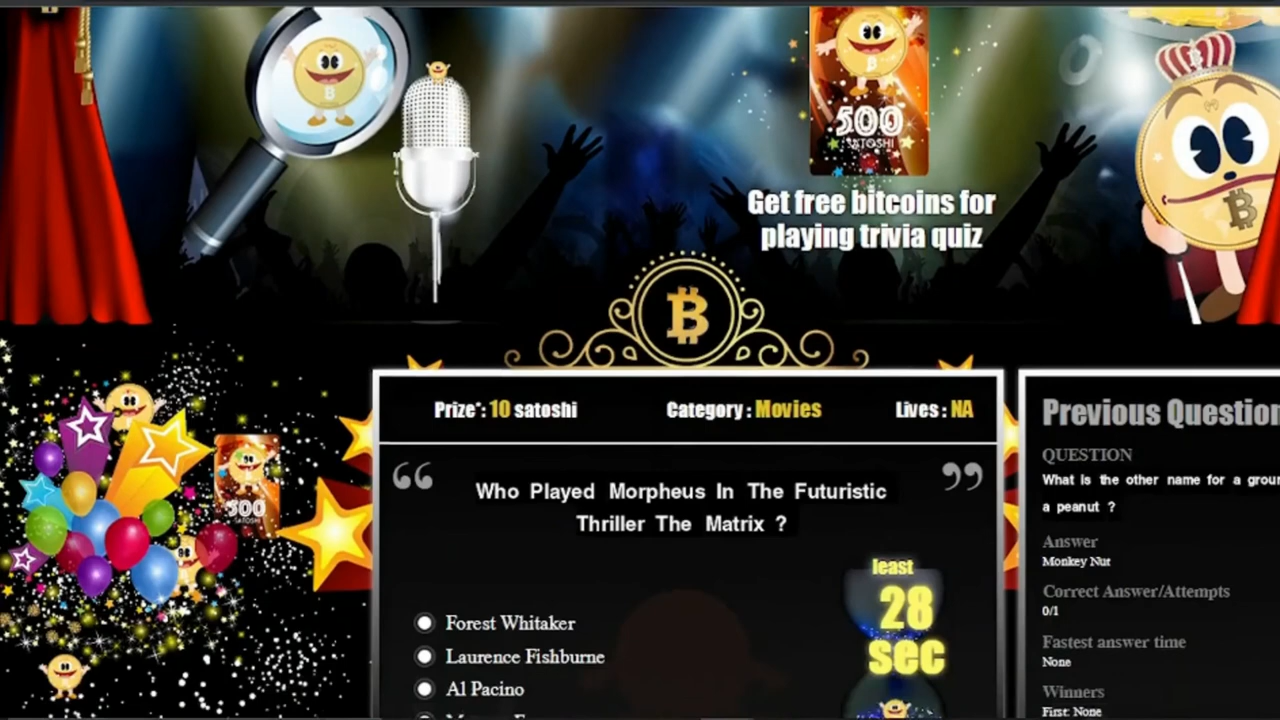 500
SATOSHI
Get free bitcoins for
playing trivia quiz
Prize*: 10 satoshi
Category : Movies
Lives : NA
Who Played Morpheus In The Futuristic
Thriller The Matrix ?
least
28
sec
Forest Whitaker
Laurence Fishburne
Al Pacino
500
SATOSHI
Previous Question
QUESTION
What is the other name for a groun
a peanut ?
Answer
Monkey Nut
Correct Answer/Attempts
0/1
Fastest answer time
None
Winners
First: None